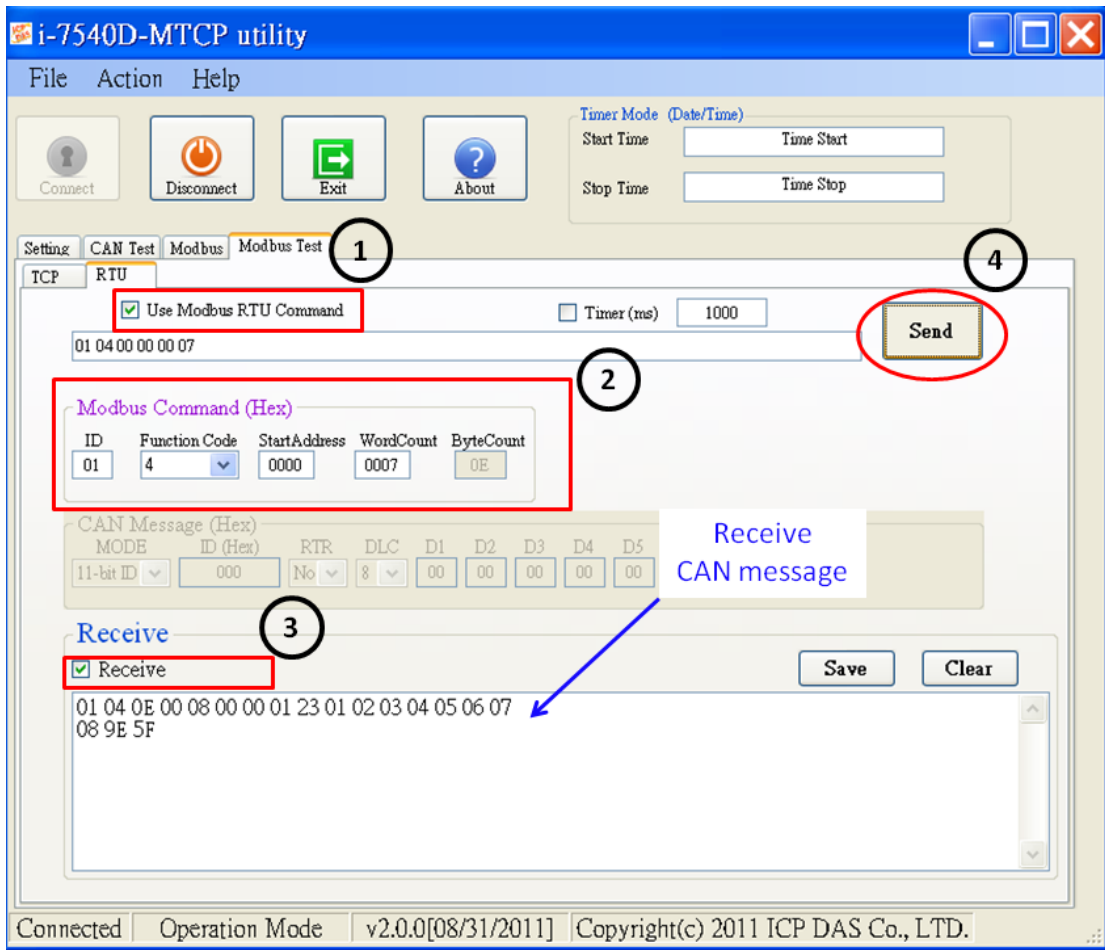 i-7540D-MTCP utility
File Action Help
Timer Mode (Date/Time)
Start Time Time Start
Connect Disconnect Exit About
Stop Time Time Stop
Setting CAN Test Modbus Modbus Test 1
TCP RTU
4
Use Modbus RTU Command Timer (ms) 1000
Send
01 04 00 00 00 07
2
Modbus Command (Hex)
ID Function Code StartAddress WordCount ByteCount
01 4 0000 0007 0E
CAN Message (Hex)
MODE ID (Hex) RTR DLC D1 D2 D3 D4 D5
11-bit ID 000 No 8 00 00 00 00 00
Receive
CAN message
3
Receive
Receive Save Clear
01 04 0E 00 08 00 00 01 23 01 02 03 04 05 06 07
08 9E 5F
Connected Operation Mode v2.0.0[08/31/2011] Copyright(c) 2011 ICP DAS Co., LTD.